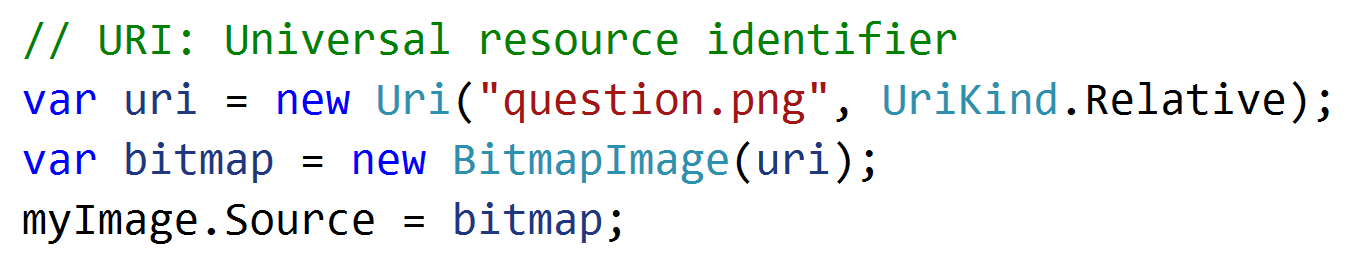 // URI: Universal resource identifier
var uri = new Uri("question.png", UriKind.Relative);
var bitmap = new BitmapImage(uri);
myImage.Source = bitmap;